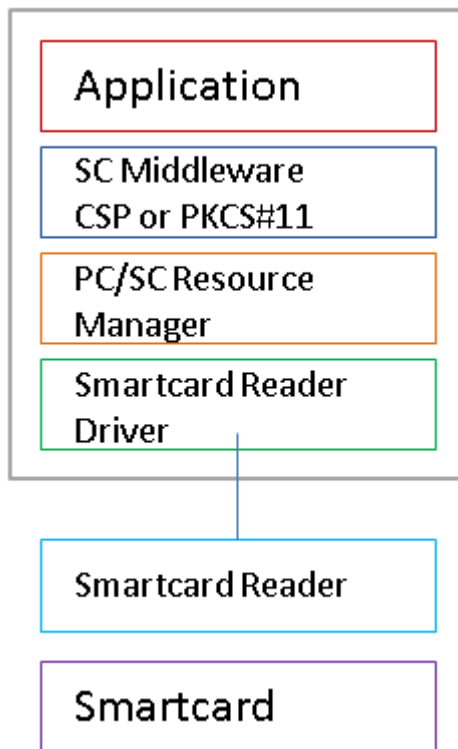 Application
SC Middleware
CSP or PKCS#11
PC/SC Resource
Manager
Smartcard Reader
Driver
Smartcard Reader
Smartcard